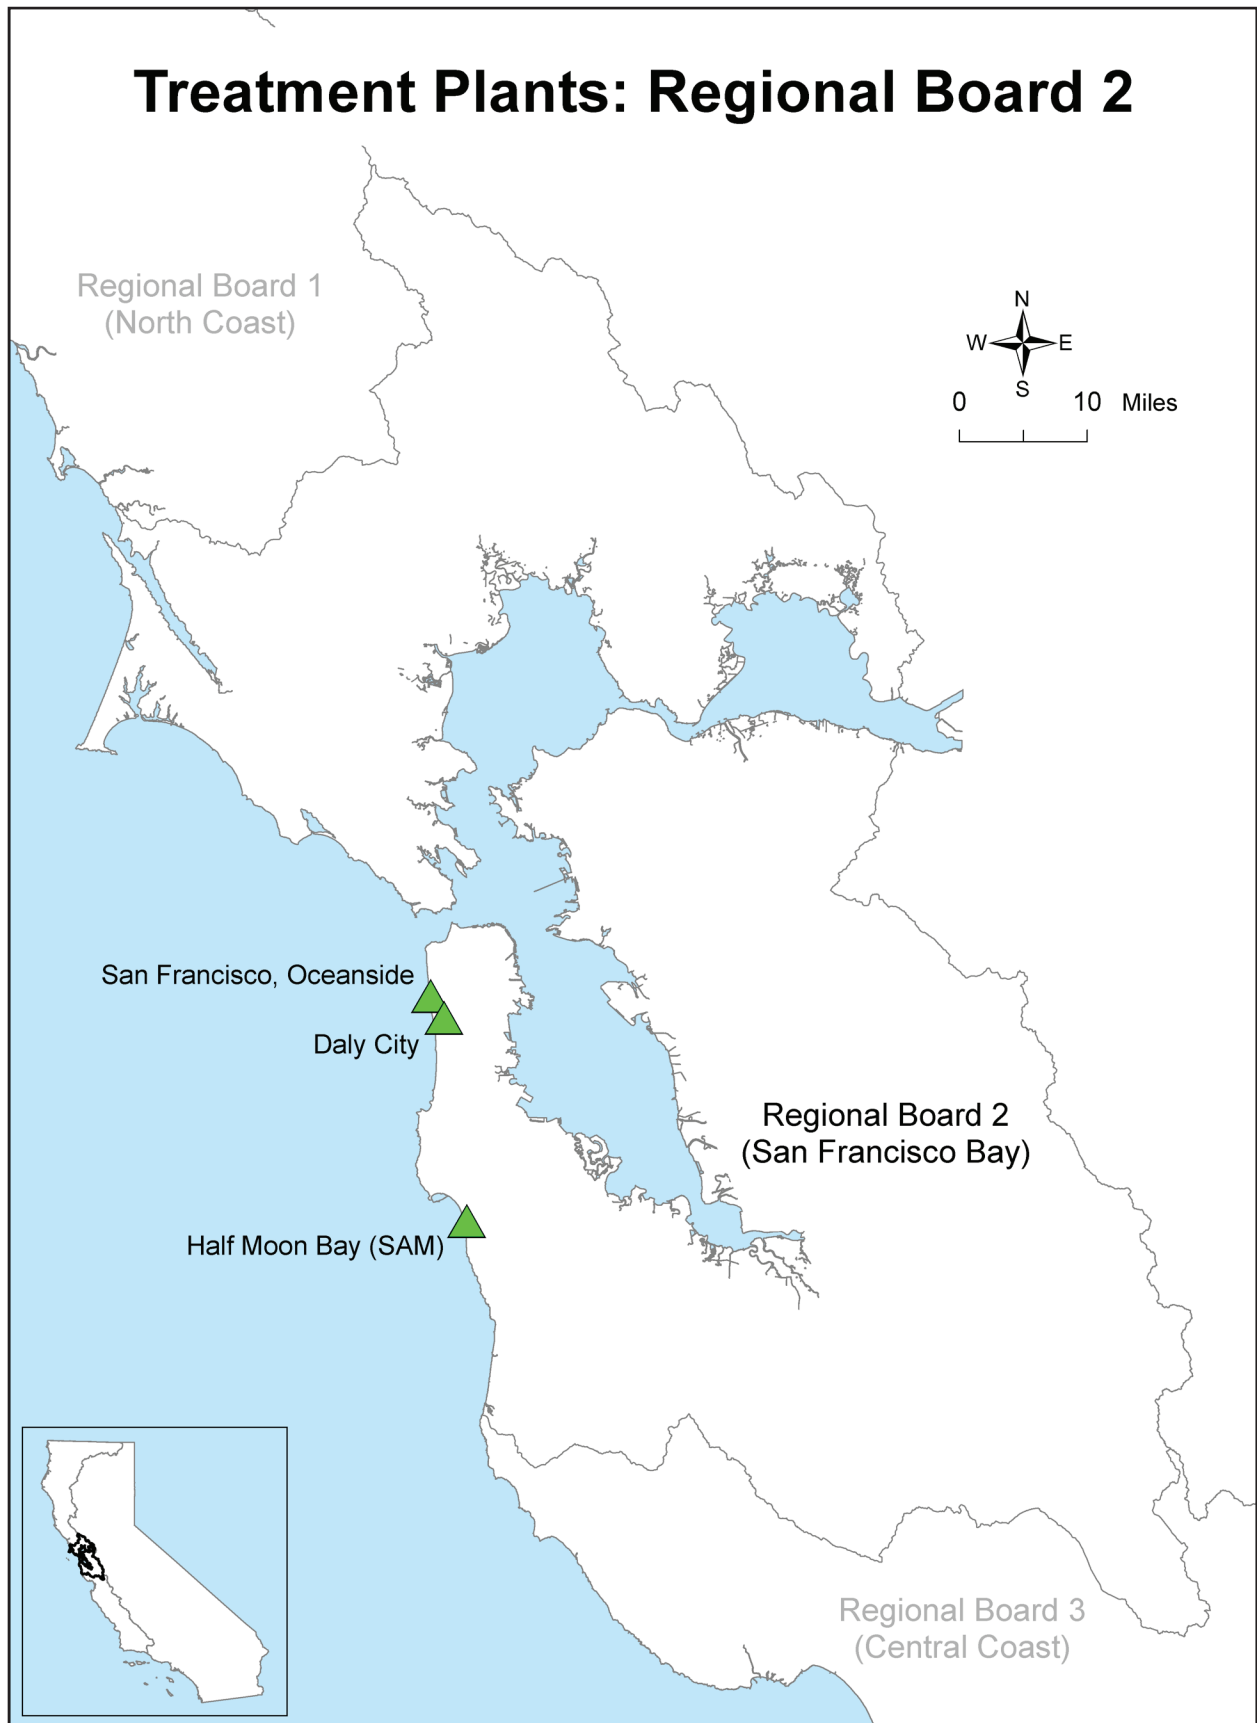 Treatment Plants: Regional Board 2
Regional Board 1
(North Coast)
N
W E
S
0 10 Miles
San Francisco, Oceanside
Daly City
Regional Board 2
(San Francisco Bay)
Half Moon Bay (SAM)
Regional Board 3
(Central Coast)